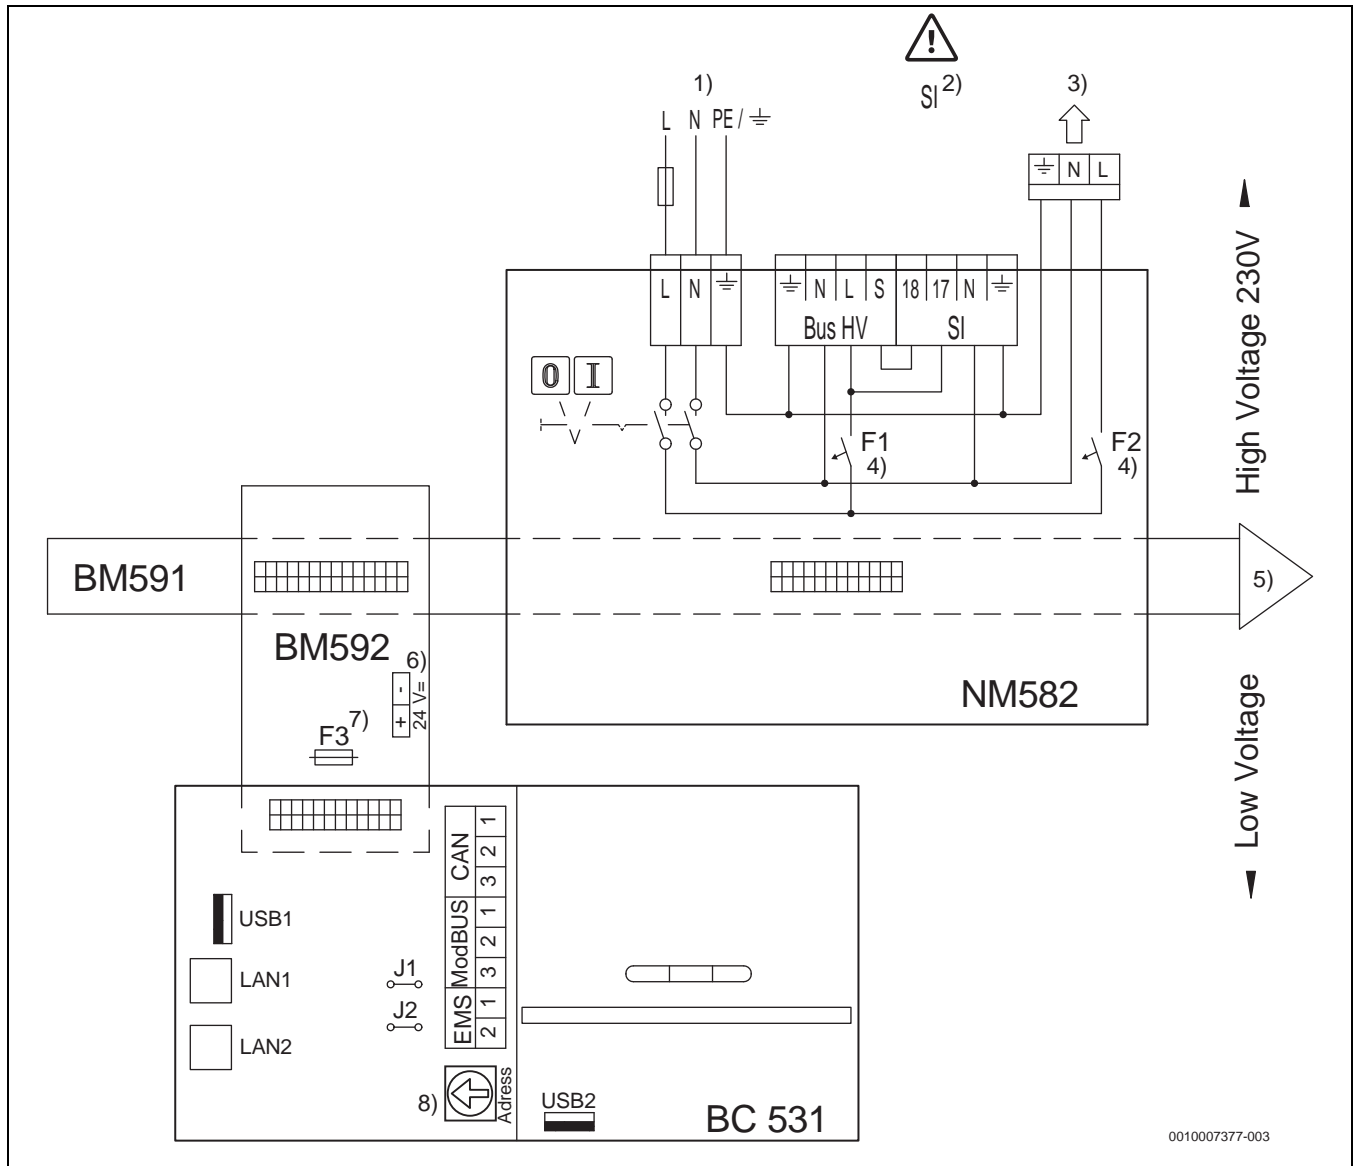 SI 2)
1)
3)
L N PE / ⏚
⏚ N L
L N ⏚
⏚ N L S 18 17 N ⏚
Bus HV SI
0 I
F1
4)
F2
4)
High Voltage 230V
BM591
5)
BM592
6)
- +
24 V=
NM582
F3 7)
Low Voltage
CAN 1 2 3
ModBUS 1 2 3
EMS 1 2
USB1
LAN1
J1
J2
LAN2
8)
Adress
USB2
BC 531
0010007377-003